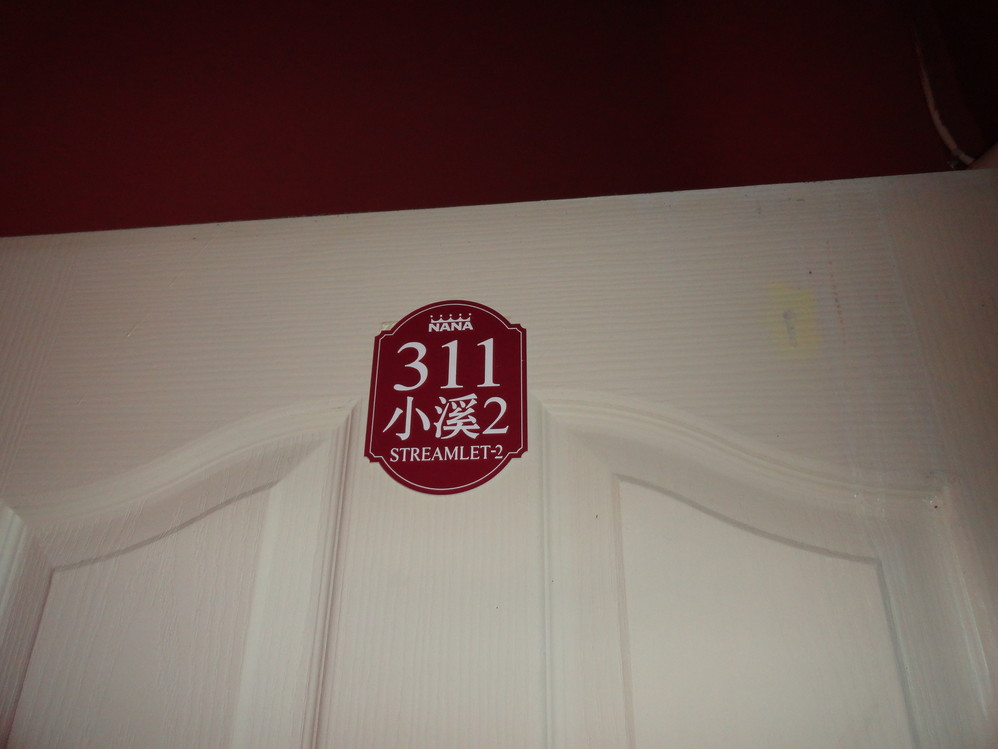 NANA
311
小溪2
STREAMLET-2